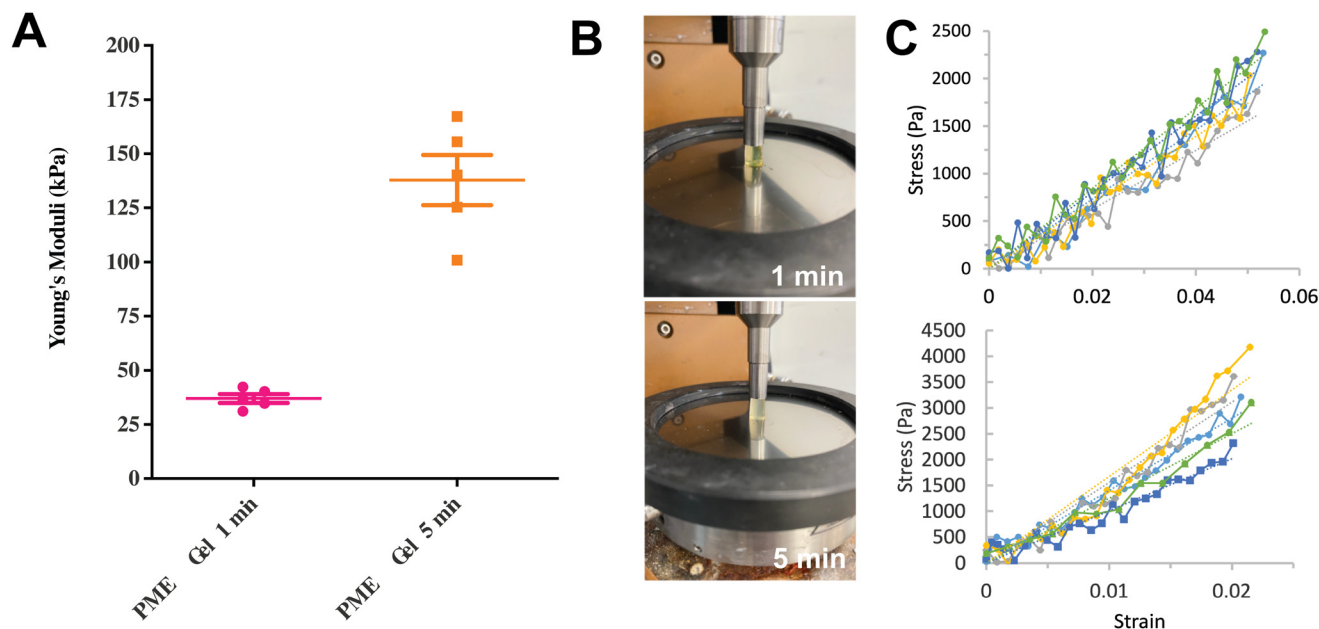 A
200
175
150
125
100
75
50
25
0
Young's Moduli (kPa)
PME Gel 1 min
PME Gel 5 min
B
1 min
5 min
C
2500
2000
1500
1000
500
0
Stress (Pa)
0 0.02 0.04 0.06
4500
4000
3500
3000
2500
2000
1500
1000
500
0
Stress (Pa)
0 0.01 0.02
Strain